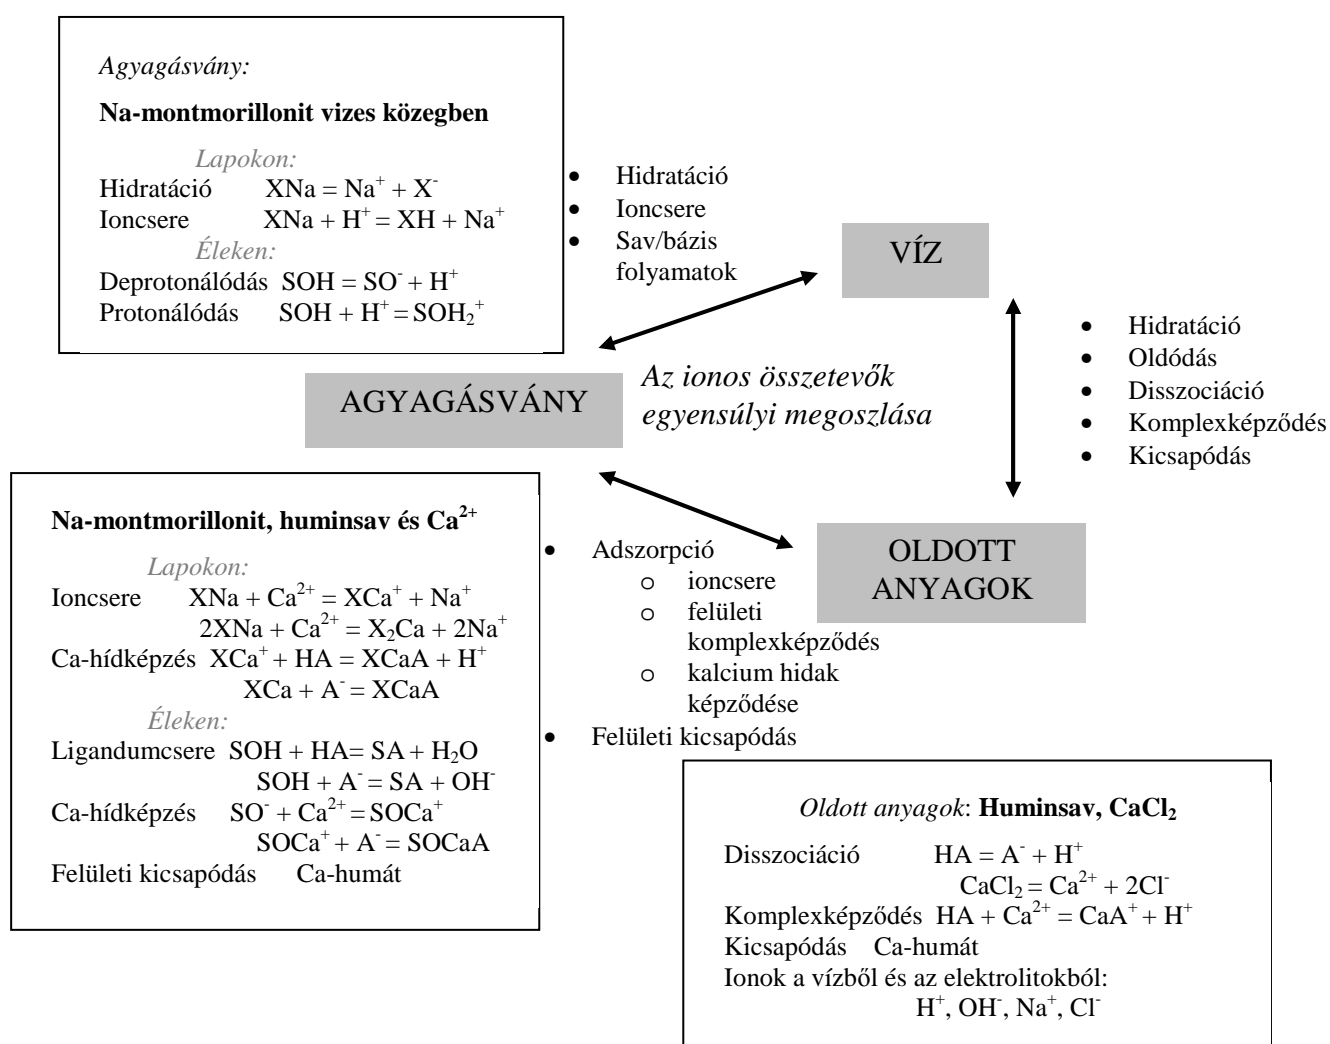 Agyagásvány:
Na-montmorillonit vizes közegben
Lapokon:
Hidratáció XNa = Na⁺ + X⁻
Ioncsere XNa + H⁺ = XH + Na⁺
Éleken:
Deprotonálódás SOH = SO⁻ + H⁺
Protonálódás SOH + H⁺ = SOH₂⁺
• Hidratáció
• Ioncsere
• Sav/bázis
folyamatok
VÍZ
• Hidratáció
• Oldódás
• Disszociáció
• Komplexképződés
• Kicsapódás
AGYAGÁSVÁNY
Az ionos összetevők
egyensúlyi megoszlása
Na-montmorillonit, huminsav és Ca²⁺
Lapokon:
Ioncsere XNa + Ca²⁺ = XCa⁺ + Na⁺
2XNa + Ca²⁺ = X₂Ca + 2Na⁺
Ca-hídképzés XCa⁺ + HA = XCaA + H⁺
XCa + A⁻ = XCaA
Éleken:
Ligandumcsere SOH + HA= SA + H₂O
SOH + A⁻ = SA + OH⁻
Ca-hídképzés SO⁻ + Ca²⁺ = SOCa⁺
SOCa⁺ + A⁻ = SOCaA
Felületi kicsapódás Ca-humát
• Adszorpció
o ioncsere
o felületi
komplexképződés
o kalcium hidak
képződése
• Felületi kicsapódás
OLDOTT
ANYAGOK
Oldott anyagok: Huminsav, CaCl₂
Disszociáció HA = A⁻ + H⁺
CaCl₂ = Ca²⁺ + 2Cl⁻
Komplexképződés HA + Ca²⁺ = CaA⁺ + H⁺
Kicsapódás Ca-humát
Ionok a vízből és az elektrolitokból:
H⁺, OH⁻, Na⁺, Cl⁻